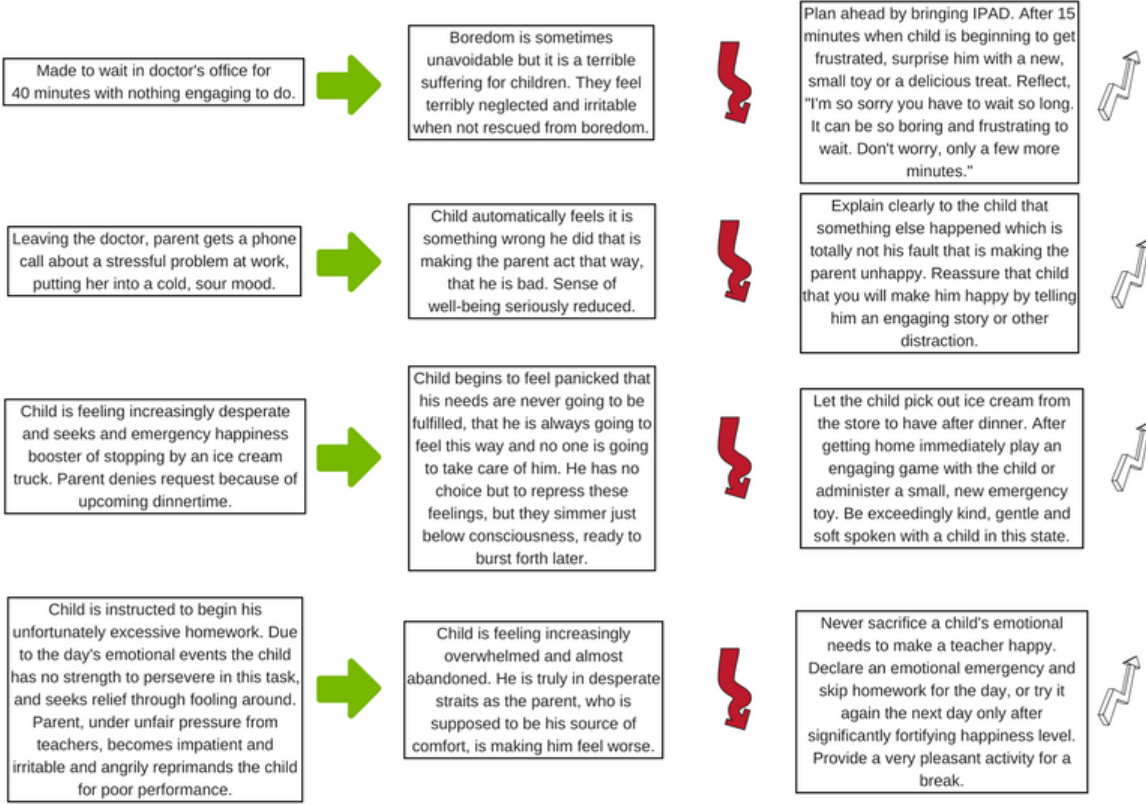 Made to wait in doctor's office for
40 minutes with nothing engaging to do.
Boredom is sometimes
unavoidable but it is a terrible
suffering for children. They feel
terribly neglected and irritable
when not rescued from boredom.
Plan ahead by bringing IPAD. After 15
minutes when child is beginning to get
frustrated, surprise him with a new,
small toy or a delicious treat. Reflect,
"I'm so sorry you have to wait so long.
It can be so boring and frustrating to
wait. Don't worry, only a few more
minutes."
Leaving the doctor, parent gets a phone
call about a stressful problem at work,
putting her into a cold, sour mood.
Child automatically feels it is
something wrong he did that is
making the parent act that way,
that he is bad. Sense of
well-being seriously reduced.
Explain clearly to the child that
something else happened which is
totally not his fault that is making the
parent unhappy. Reassure that child
that you will make him happy by telling
him an engaging story or other
distraction.
Child is feeling increasingly desperate
and seeks and emergency happiness
booster of stopping by an ice cream
truck. Parent denies request because of
upcoming dinnertime.
Child begins to feel panicked that
his needs are never going to be
fulfilled, that he is always going to
feel this way and no one is going
to take care of him. He has no
choice but to repress these
feelings, but they simmer just
below consciousness, ready to
burst forth later.
Let the child pick out ice cream from
the store to have after dinner. After
getting home immediately play an
engaging game with the child or
administer a small, new emergency
toy. Be exceedingly kind, gentle and
soft spoken with a child in this state.
Child is instructed to begin his
unfortunately excessive homework. Due
to the day's emotional events the child
has no strength to persevere in this task,
and seeks relief through fooling around.
Parent, under unfair pressure from
teachers, becomes impatient and
irritable and angrily reprimands the child
for poor performance.
Child is feeling increasingly
overwhelmed and almost
abandoned. He is truly in desperate
straits as the parent, who is
supposed to be his source of
comfort, is making him feel worse.
Never sacrifice a child's emotional
needs to make a teacher happy.
Declare an emotional emergency and
skip homework for the day, or try it
again the next day only after
significantly fortifying happiness level.
Provide a very pleasant activity for a
break.